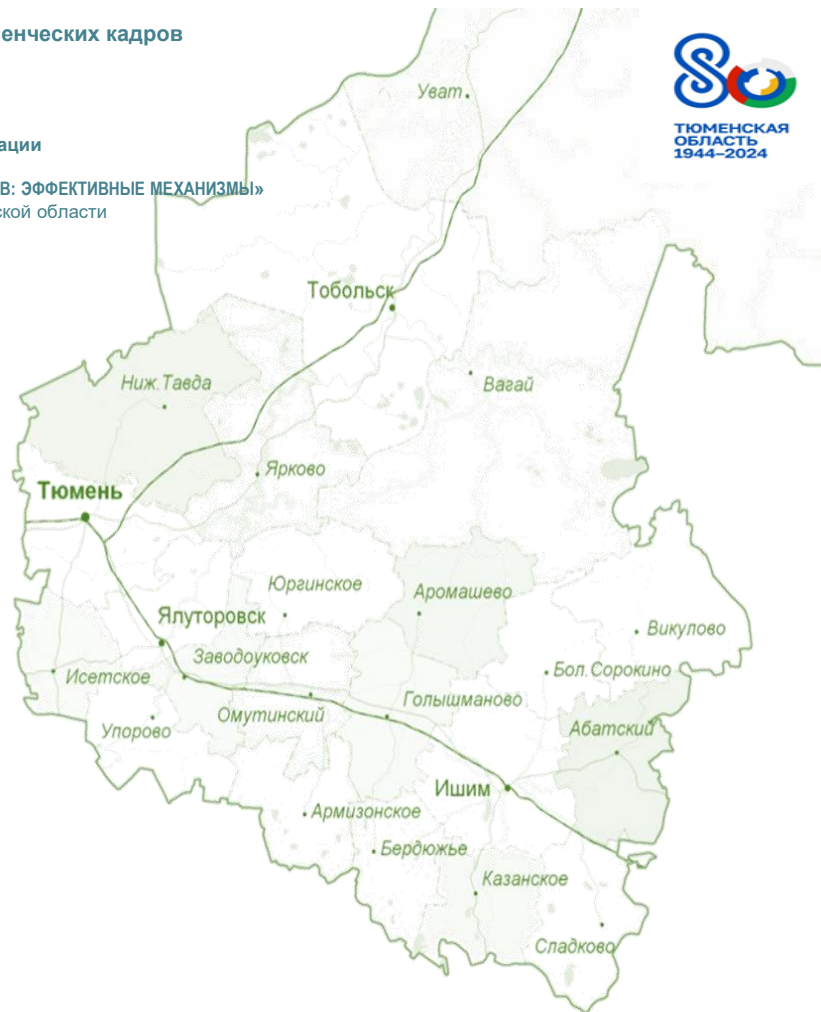 енческих кадров
ации
В: ЭФФЕКТИВНЫЕ МЕХАНИЗМЫ»
ской области
ТЮМЕНСКАЯ
ОБЛАСТЬ
1944–2024
Уват
Тобольск
Ниж.Тавда
Вагай
Ярково
Тюмень
Юргинское
Аромашево
Ялуторовск
Викулово
Заводоуковск
Бол.Сорокино
Исетское
Голышманово
Омутинский
Абатский
Упорово
Ишим
Армизонское
Бердюжье
Казанское
Сладково